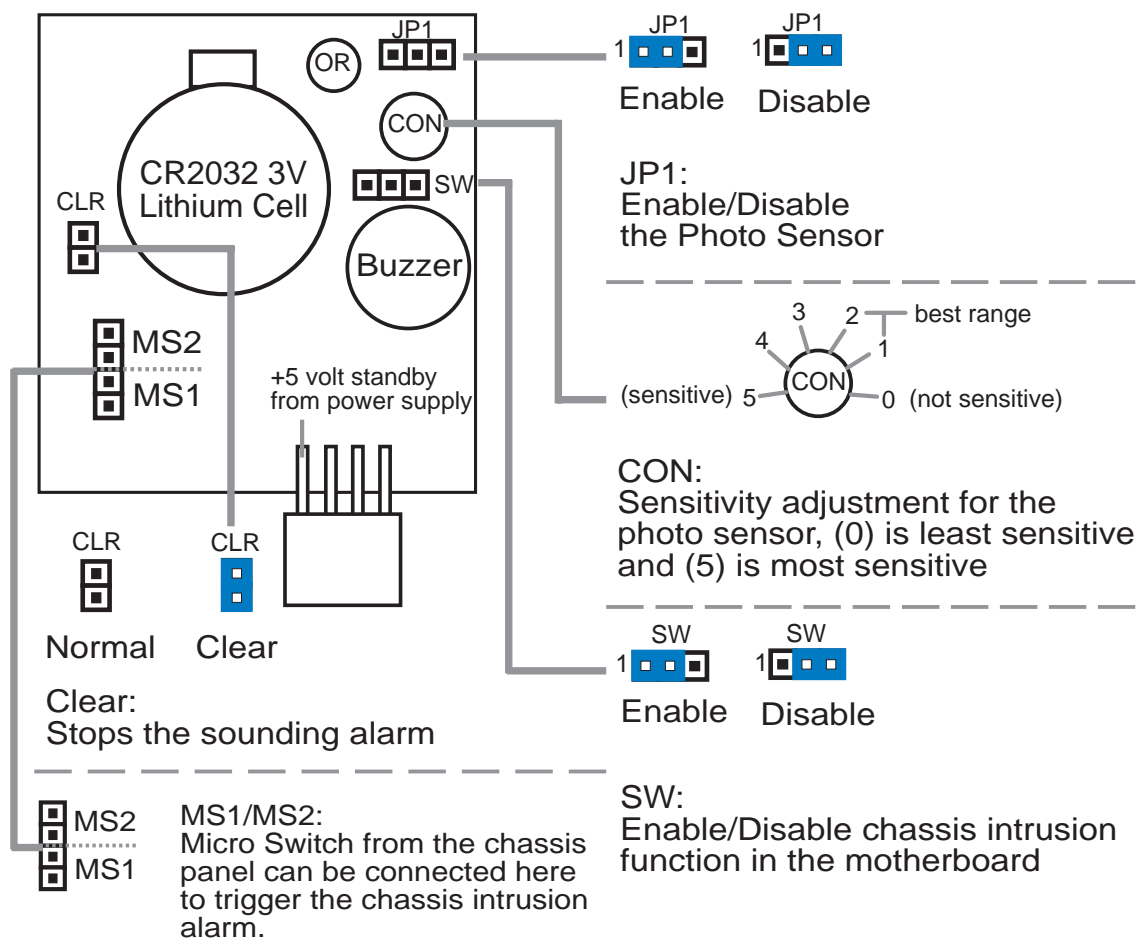 JP1
OR
CON
CR2032 3V
Lithium Cell
SW
CLR
Buzzer
MS2
MS1
+5 volt standby
from power supply
CLR
Normal
CLR
Clear
Clear:
Stops the sounding alarm
MS2
MS1
MS1/MS2:
Micro Switch from the chassis
panel can be connected here
to trigger the chassis intrusion
alarm.
JP1
1
Enable
JP1
1
Disable
JP1:
Enable/Disable
the Photo Sensor
3
2
best range
4
1
CON
(sensitive) 5
0 (not sensitive)
CON:
Sensitivity adjustment for the
photo sensor, (0) is least sensitive
and (5) is most sensitive
SW
1
Enable
SW
1
Disable
SW:
Enable/Disable chassis intrusion
function in the motherboard